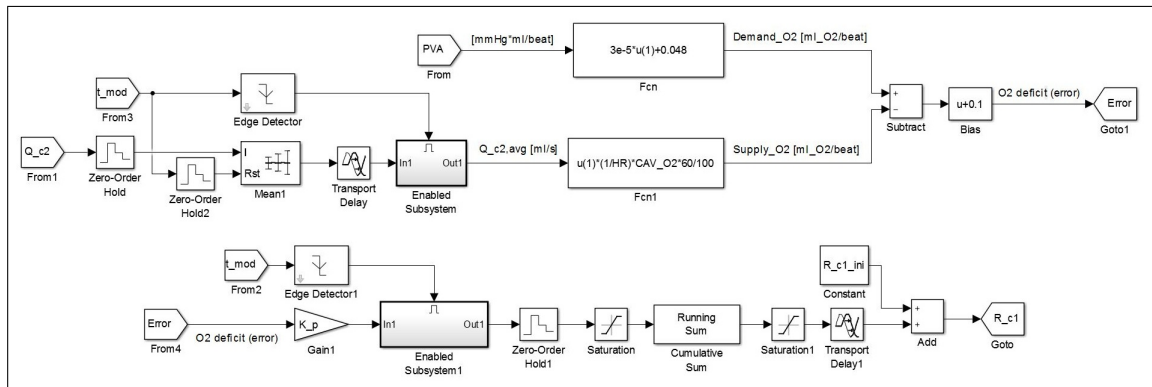 PVA
From
[mmHg*ml/beat]
3e-5*u(1)+0.048
Fcn
Demand_O2 [ml_O2/beat]
t_mod
From3
Edge Detector
Q_c2
From1
Zero-Order
Hold
Zero-Order
Hold2
I
Rst
Mean1
Transport
Delay
In1
Out1
Enabled
Subsystem
Q_c2,avg [ml/s]
u(1)*(1/HR)*CAV_O2*60/100
Fcn1
Supply_O2 [ml_O2/beat]
+
−
Subtract
u+0.1
Bias
O2 deficit (error)
Error
Goto1
t_mod
From2
Edge Detector1
Error
From4
O2 deficit (error)
K_p
Gain1
In1
Out1
Enabled
Subsystem1
Zero-Order
Hold1
Saturation
Running
Sum
Cumulative
Sum
Saturation1
Transport
Delay1
R_c1_ini
Constant
+
+
Add
R_c1
Goto